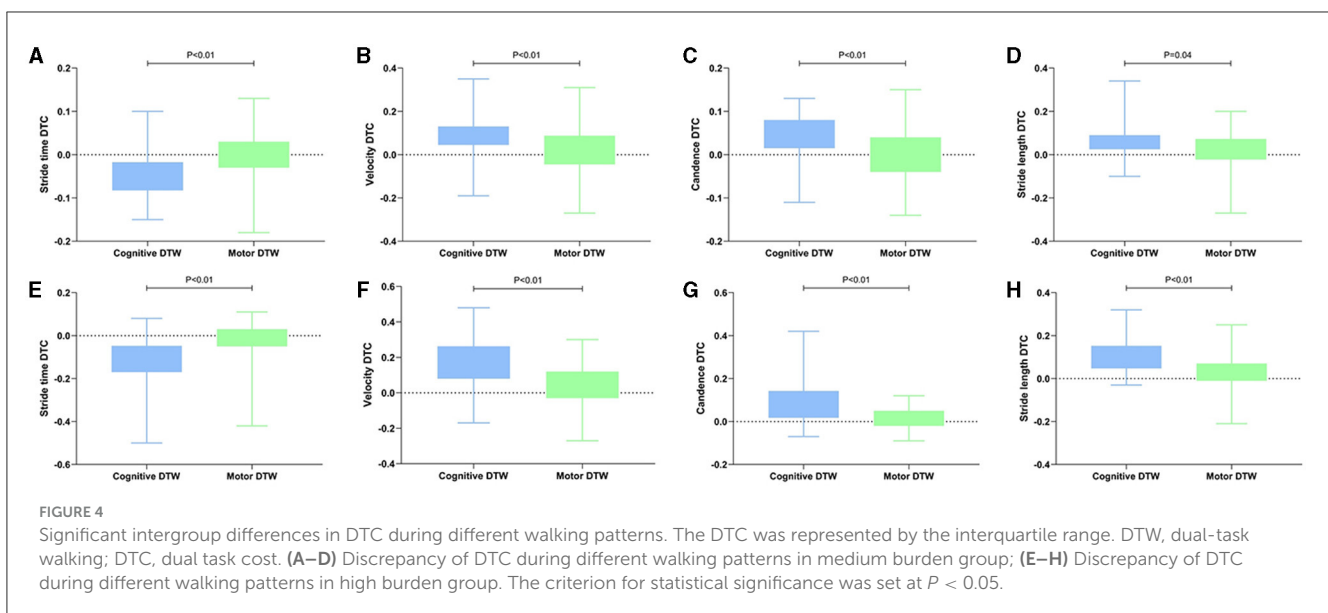 A
P<0.01
Stride time DTC
0.2
0.1
0.0
-0.1
-0.2
Cognitive DTW
Motor DTW
B
P<0.01
Velocity DTC
0.4
0.2
0.0
-0.2
-0.4
Cognitive DTW
Motor DTW
C
P<0.01
Candence DTC
0.2
0.1
0.0
-0.1
-0.2
Cognitive DTW
Motor DTW
D
P=0.04
Stride length DTC
0.4
0.2
0.0
-0.2
-0.4
Cognitive DTW
Motor DTW
E
P<0.01
Stride time DTC
0.2
0.0
-0.2
-0.4
-0.6
Cognitive DTW
Motor DTW
F
P<0.01
Velocity DTC
0.6
0.4
0.2
0.0
-0.2
-0.4
Cognitive DTW
Motor DTW
G
P<0.01
Candence DTC
0.6
0.4
0.2
0.0
-0.2
Cognitive DTW
Motor DTW
H
P<0.01
Stride length DTC
0.4
0.2
0.0
-0.2
-0.4
Cognitive DTW
Motor DTW
FIGURE 4
Significant intergroup differences in DTC during different walking patterns. The DTC was represented by the interquartile range. DTW, dual-task
walking; DTC, dual task cost. (A–D) Discrepancy of DTC during different walking patterns in medium burden group; (E–H) Discrepancy of DTC
during different walking patterns in high burden group. The criterion for statistical significance was set at P < 0.05.